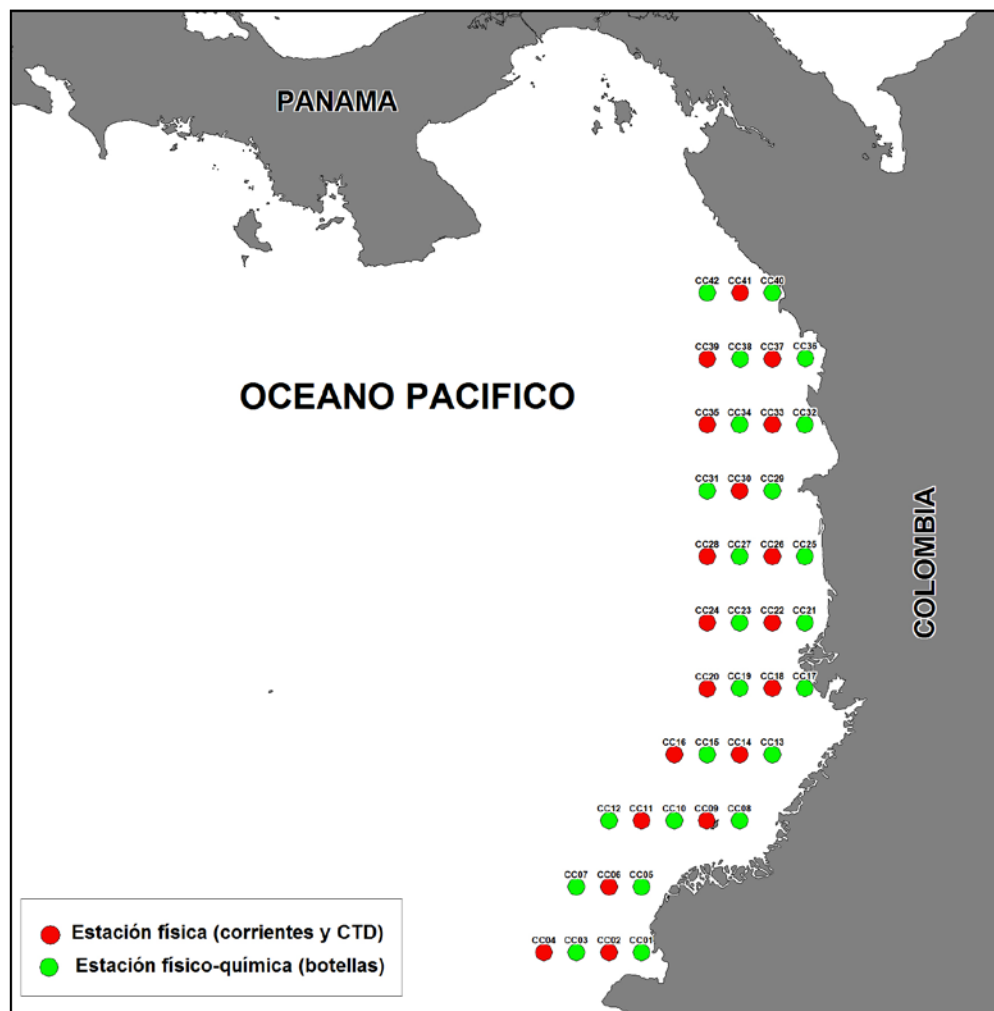 PANAMA
CC42 CC41 CC40
CC39 CC38 CC37 CC36
OCEANO PACIFICO
CC35 CC34 CC33 CC32
CC31 CC30 CC29
COLOMBIA
CC28 CC27 CC26 CC25
CC24 CC23 CC22 CC21
CC20 CC19 CC18 CC17
CC16 CC15 CC14 CC13
CC12 CC11 CC10 CC09 CC08
CC07 CC06 CC05
CC04 CC03 CC02 CC01
Estación física (corrientes y CTD)
Estación físico-química (botellas)